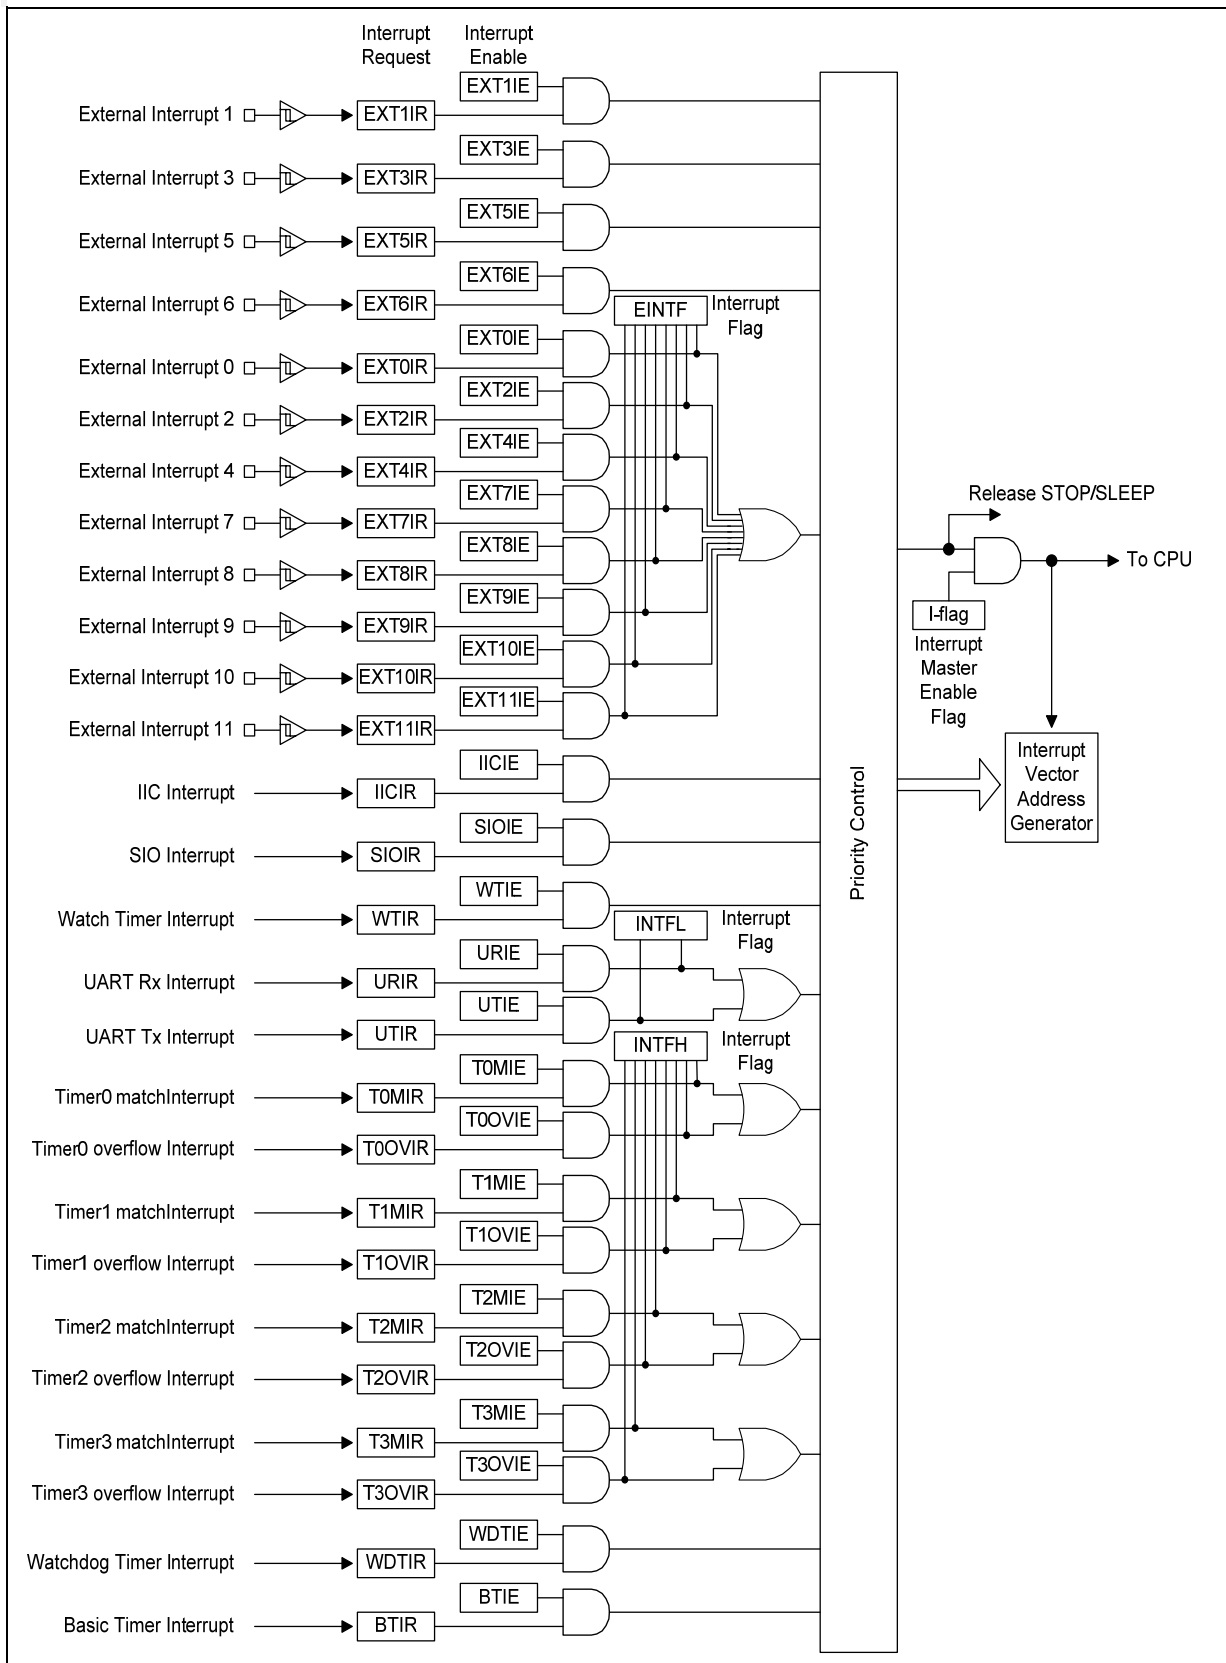 Interrupt
Request
Interrupt
Enable
External Interrupt 1
EXT1IR
EXT1IE
External Interrupt 3
EXT3IR
EXT3IE
External Interrupt 5
EXT5IR
EXT5IE
External Interrupt 6
EXT6IR
EXT6IE
EINTF
Interrupt
Flag
External Interrupt 0
EXT0IR
EXT0IE
External Interrupt 2
EXT2IR
EXT2IE
External Interrupt 4
EXT4IR
EXT4IE
External Interrupt 7
EXT7IR
EXT7IE
External Interrupt 8
EXT8IR
EXT8IE
External Interrupt 9
EXT9IR
EXT9IE
External Interrupt 10
EXT10IR
EXT10IE
External Interrupt 11
EXT11IR
EXT11IE
IIC Interrupt
IICIR
IICIE
SIO Interrupt
SIOIR
SIOIE
Watch Timer Interrupt
WTIR
WTIE
INTFL
Interrupt
Flag
UART Rx Interrupt
URIR
URIE
UART Tx Interrupt
UTIR
UTIE
INTFH
Interrupt
Flag
Timer0 matchInterrupt
T0MIR
T0MIE
Timer0 overflow Interrupt
T0OVIR
T0OVIE
Timer1 matchInterrupt
T1MIR
T1MIE
Timer1 overflow Interrupt
T1OVIR
T1OVIE
Timer2 matchInterrupt
T2MIR
T2MIE
Timer2 overflow Interrupt
T2OVIR
T2OVIE
Timer3 matchInterrupt
T3MIR
T3MIE
Timer3 overflow Interrupt
T3OVIR
T3OVIE
Watchdog Timer Interrupt
WDTIR
WDTIE
Basic Timer Interrupt
BTIR
BTIE
Priority Control
Release STOP/SLEEP
To CPU
I-flag
Interrupt
Master
Enable
Flag
Interrupt
Vector
Address
Generator